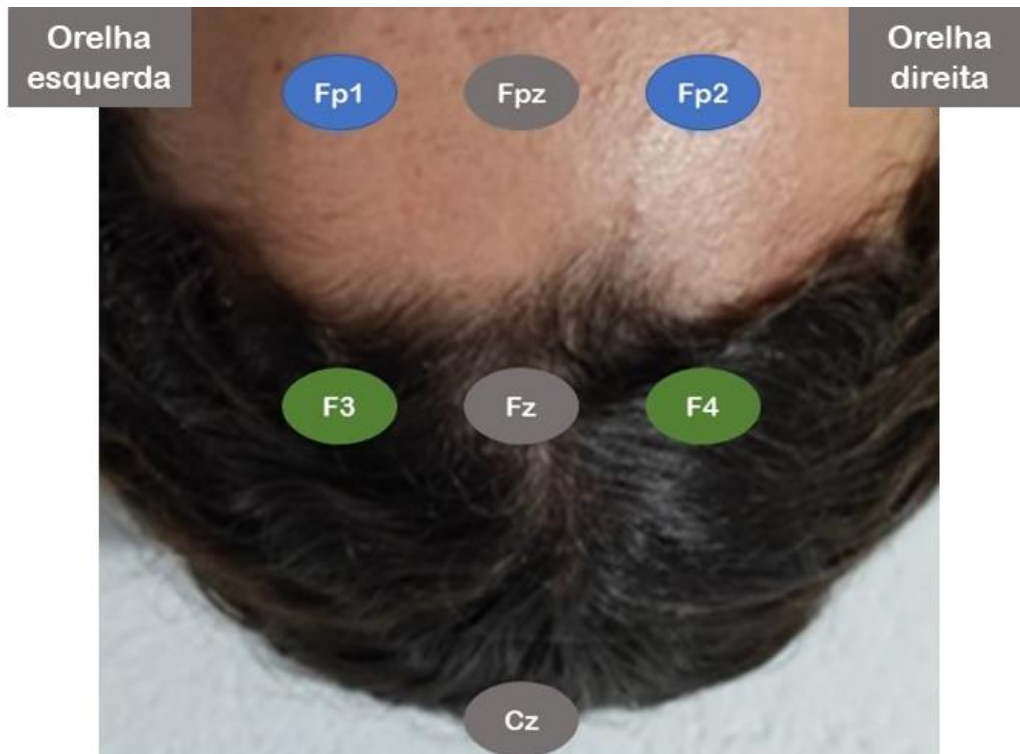 Orelha
esquerda
Orelha
direita
Fp1 Fpz Fp2
F3 Fz F4
Cz